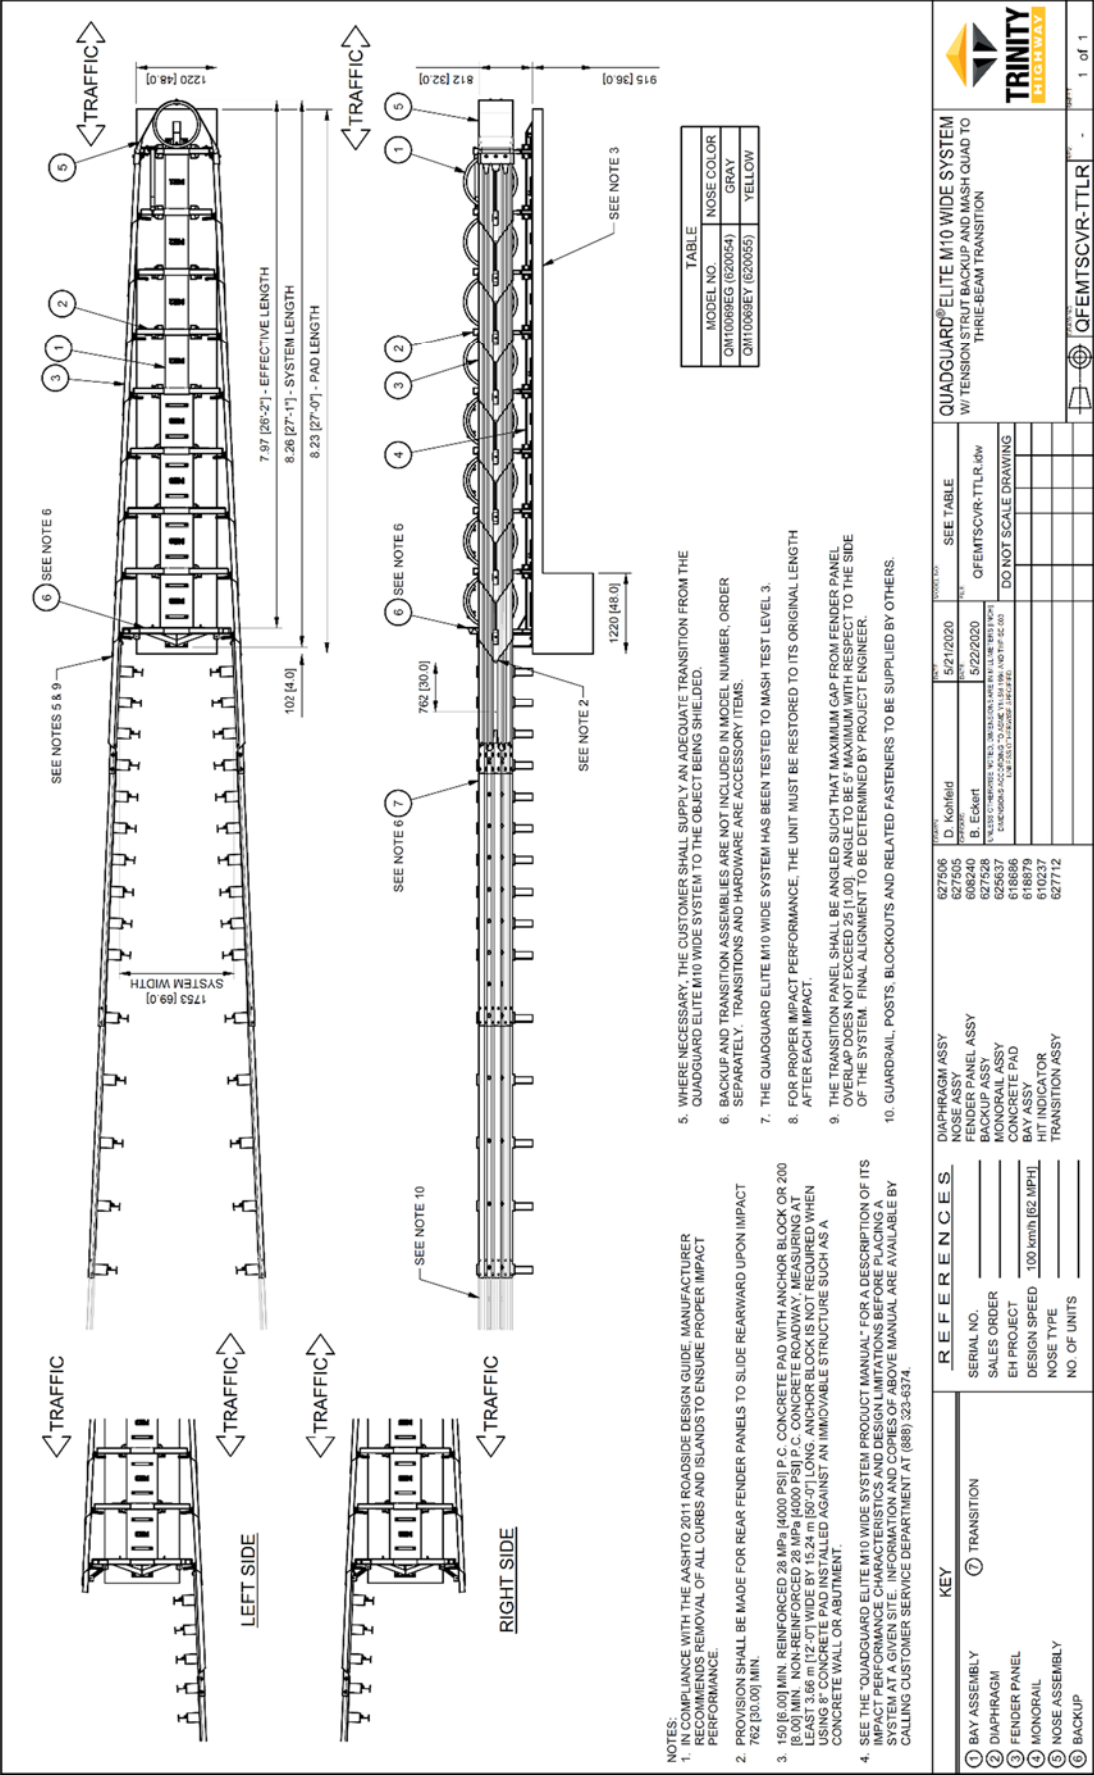 TRAFFIC
1220 [48.0]
5
2
1
3
6 SEE NOTE 6
SEE NOTES 5 & 9
7.97 [26'-2"] - EFFECTIVE LENGTH
8.26 [27'-1"] - SYSTEM LENGTH
8.23 [27'-0"] - PAD LENGTH
102 [4.0]
1753 [69.0]
SYSTEM WIDTH
TRAFFIC
812 [32.0]
915 [36.0]
5
1
2
3
4
6 SEE NOTE 6
SEE NOTE 3
1220 [48.0]
762 [30.0]
SEE NOTE 2
SEE NOTE 6 7
SEE NOTE 10
TRAFFIC
TRAFFIC
LEFT SIDE
TRAFFIC
TRAFFIC
RIGHT SIDE
TABLE
MODEL NO. NOSE COLOR
QM10069EG (620054) GRAY
QM10069EY (620055) YELLOW
NOTES:
1. IN COMPLIANCE WITH THE AASHTO 2011 ROADSIDE DESIGN GUIDE, MANUFACTURER
RECOMMENDS REMOVAL OF ALL CURBS AND ISLANDS TO ENSURE PROPER IMPACT
PERFORMANCE.
2. PROVISION SHALL BE MADE FOR REAR FENDER PANELS TO SLIDE REARWARD UPON IMPACT
762 [30.00] MIN.
3. 150 [6.00] MIN. REINFORCED 28 MPa [4000 PSI] P.C. CONCRETE PAD WITH ANCHOR BLOCK OR 200
[8.00] MIN. NON-REINFORCED 28 MPa [4000 PSI] P.C. CONCRETE ROADWAY, MEASURING AT
LEAST 3.66 m [12'-0"] WIDE BY 15.24 m [50'-0"] LONG. ANCHOR BLOCK IS NOT REQUIRED WHEN
USING 8" CONCRETE PAD INSTALLED AGAINST AN IMMOVABLE STRUCTURE SUCH AS A
CONCRETE WALL OR ABUTMENT.
4. SEE THE "QUADGUARD ELITE M10 WIDE SYSTEM PRODUCT MANUAL" FOR A DESCRIPTION OF ITS
IMPACT PERFORMANCE CHARACTERISTICS AND DESIGN LIMITATIONS BEFORE PLACING A
SYSTEM AT A GIVEN SITE. INFORMATION AND COPIES OF ABOVE MANUAL ARE AVAILABLE BY
CALLING CUSTOMER SERVICE DEPARTMENT AT (888) 323-6374.
5. WHERE NECESSARY, THE CUSTOMER SHALL SUPPLY AN ADEQUATE TRANSITION FROM THE
QUADGUARD ELITE M10 WIDE SYSTEM TO THE OBJECT BEING SHIELDED.
6. BACKUP AND TRANSITION ASSEMBLIES ARE NOT INCLUDED IN MODEL NUMBER, ORDER
SEPARATELY. TRANSITIONS AND HARDWARE ARE ACCESSORY ITEMS.
7. THE QUADGUARD ELITE M10 WIDE SYSTEM HAS BEEN TESTED TO MASH TEST LEVEL 3.
8. FOR PROPER IMPACT PERFORMANCE, THE UNIT MUST BE RESTORED TO ITS ORIGINAL LENGTH
AFTER EACH IMPACT.
9. THE TRANSITION PANEL SHALL BE ANGLED SUCH THAT MAXIMUM GAP FROM FENDER PANEL
OVERLAP DOES NOT EXCEED 25 [1.00]. ANGLE TO BE 5° MAXIMUM WITH RESPECT TO THE SIDE
OF THE SYSTEM. FINAL ALIGNMENT TO BE DETERMINED BY PROJECT ENGINEER.
10. GUARDRAIL, POSTS, BLOCKOUTS AND RELATED FASTENERS TO BE SUPPLIED BY OTHERS.
KEY
1 BAY ASSEMBLY
2 DIAPHRAGM
3 FENDER PANEL
4 MONORAIL
5 NOSE ASSEMBLY
6 BACKUP
7 TRANSITION
REFERENCES
SERIAL NO.
SALES ORDER
EH PROJECT
DESIGN SPEED 100 km/h [62 MPH]
NOSE TYPE
NO. OF UNITS
DIAPHRAGM ASSY 627506
NOSE ASSY 627505
FENDER PANEL ASSY 608240
BACKUP ASSY 627528
MONORAIL ASSY 625637
CONCRETE PAD 618686
BAY ASSY 618879
HIT INDICATOR 610237
TRANSITION ASSY 627712
D. Kohfeld 5/21/2020
B. Eckert 5/22/2020
SEE TABLE
QFEMTSCVR-TTLR.idw
DO NOT SCALE DRAWING
QUADGUARD® ELITE M10 WIDE SYSTEM
W/ TENSION STRUT BACKUP AND MASH QUAD TO
THRIE-BEAM TRANSITION
QFEMTSCVR-TTLR
-
1 of 1
TRINITY
HIGHWAY